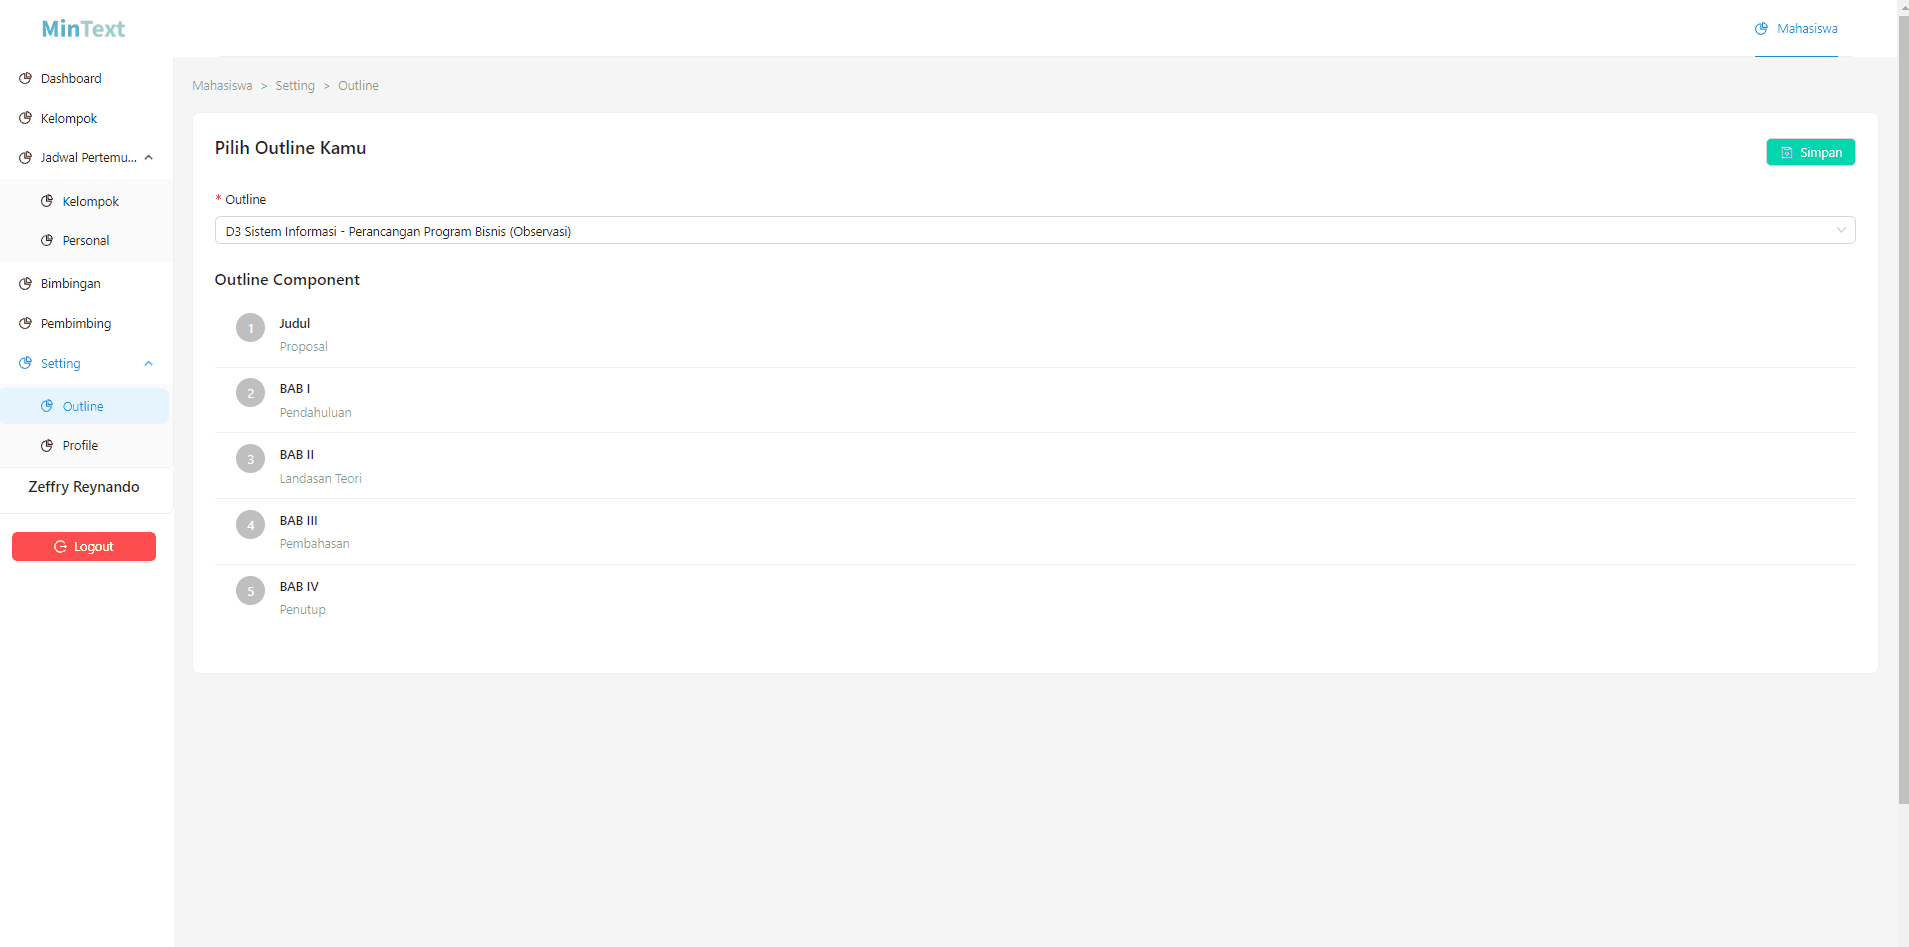 MinText
Mahasiswa
Dashboard
Kelompok
Jadwal Pertemu...
Kelompok
Personal
Bimbingan
Pembimbing
Setting
Outline
Profile
Zeffry Reynando
Logout
Mahasiswa > Setting > Outline
Pilih Outline Kamu
Simpan
* Outline
D3 Sistem Informasi - Perancangan Program Bisnis (Observasi)
Outline Component
1 Judul
Proposal
2 BAB I
Pendahuluan
3 BAB II
Landasan Teori
4 BAB III
Pembahasan
5 BAB IV
Penutup